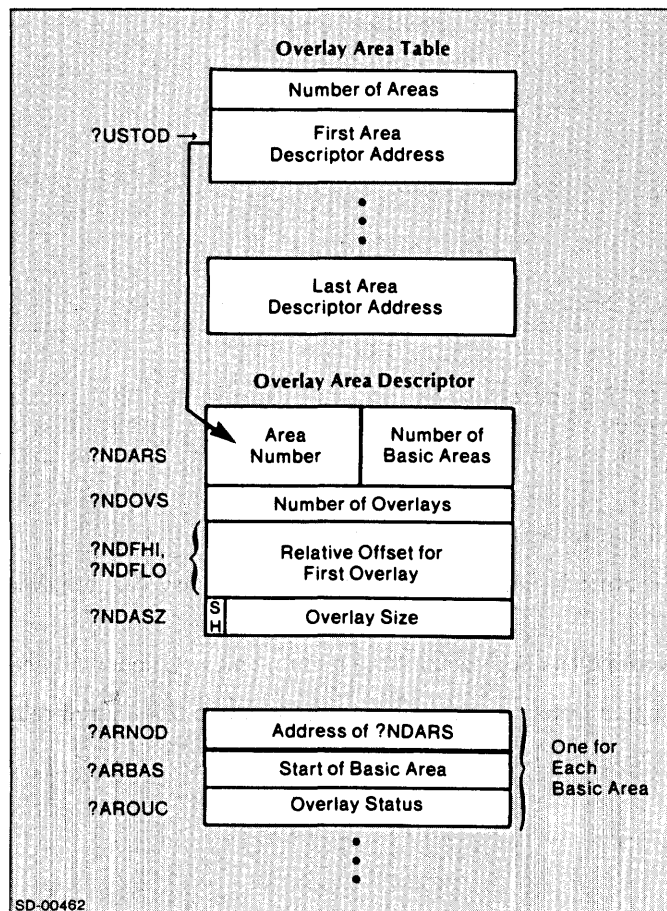 Overlay Area Table
Number of Areas
?USTOD →
First Area
Descriptor Address
Last Area
Descriptor Address
Overlay Area Descriptor
?NDARS
Area
Number
Number of
Basic Areas
?NDOVS
Number of Overlays
?NDFHI,
?NDFLO
Relative Offset for
First Overlay
?NDASZ
S
H
Overlay Size
?ARNOD
Address of ?NDARS
?ARBAS
Start of Basic Area
?AROUC
Overlay Status
One for
Each
Basic Area
SD-00462